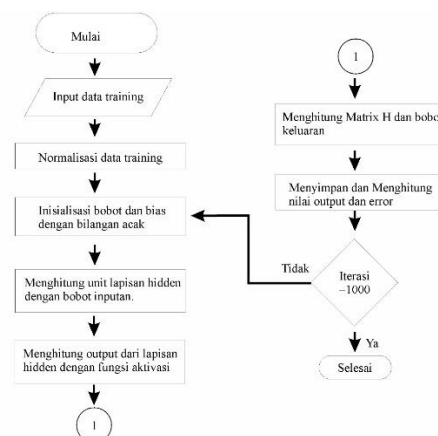 Mulai
Input data training
Normalisasi data training
Inisialisasi bobot dan bias
dengan bilangan acak
Menghitung unit lapisan hidden
dengan bobot inputan.
Menghitung output dari lapisan
hidden dengan fungsi aktivasi
1
1
Menghitung Matrix H dan bobo
keluaran
Menyimpan dan Menghitung
nilai output dan error
Tidak
Iterasi
=1000
Ya
Selesai